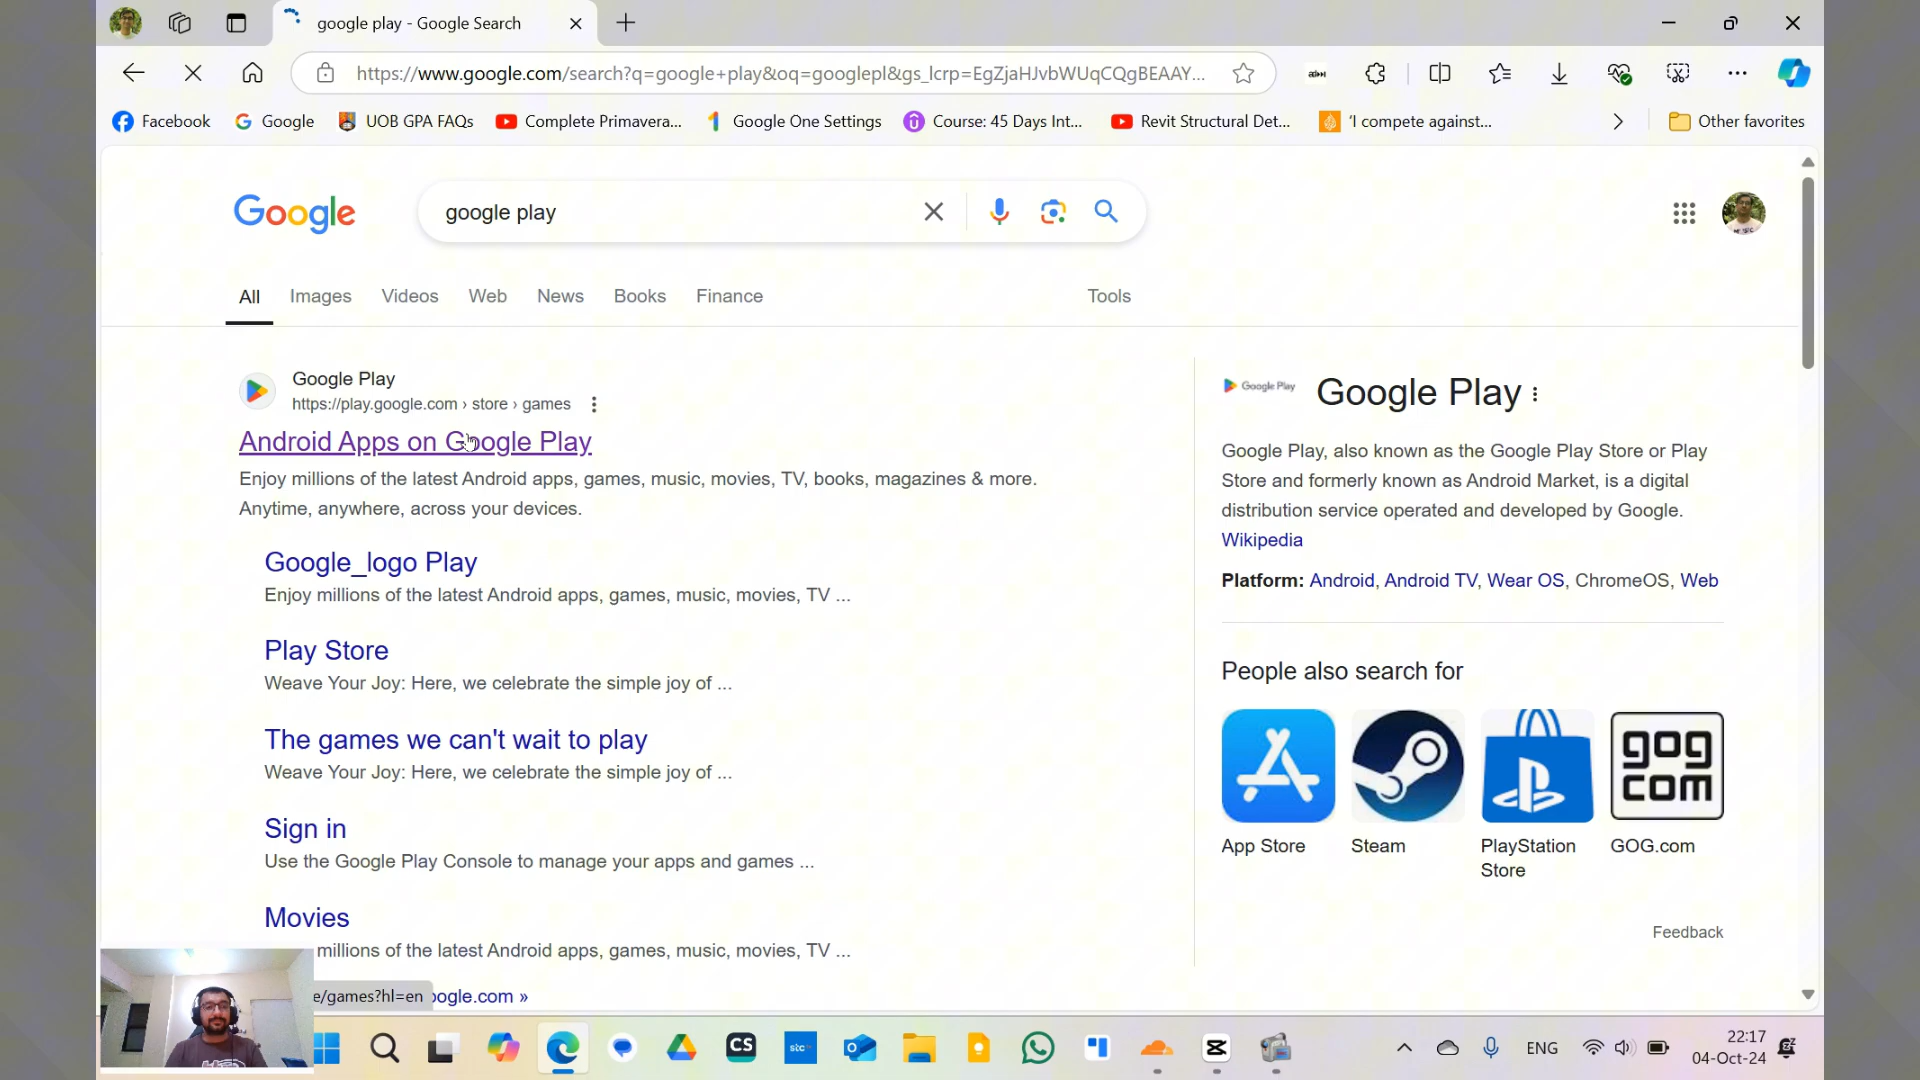 google play - Google Search
https://www.google.com/search?q=google+play&oq=googlepl&gs_lcrp=EgZjaHJvbWUqCQgBEAAY...
Facebook
Google
UOB GPA FAQs
Complete Primavera...
Google One Settings
Course: 45 Days Int...
Revit Structural Det...
'I compete against...
Other favorites
Google
google play
All
Images
Videos
Web
News
Books
Finance
Tools
Google Play
https://play.google.com › store › games
Android Apps on Google Play
Enjoy millions of the latest Android apps, games, music, movies, TV, books, magazines & more.
Anytime, anywhere, across your devices.
Google_logo Play
Enjoy millions of the latest Android apps, games, music, movies, TV ...
Play Store
Weave Your Joy: Here, we celebrate the simple joy of ...
The games we can't wait to play
Weave Your Joy: Here, we celebrate the simple joy of ...
Sign in
Use the Google Play Console to manage your apps and games ...
Movies
millions of the latest Android apps, games, music, movies, TV ...
e/games?hl=en
oogle.com »
Google Play
Google Play
Google Play, also known as the Google Play Store or Play
Store and formerly known as Android Market, is a digital
distribution service operated and developed by Google.
Wikipedia
Platform: Android, Android TV, Wear OS, ChromeOS, Web
People also search for
gog
com
App Store
Steam
PlayStation
Store
GOG.com
Feedback
CS
stc
ENG
22:17
04-Oct-24